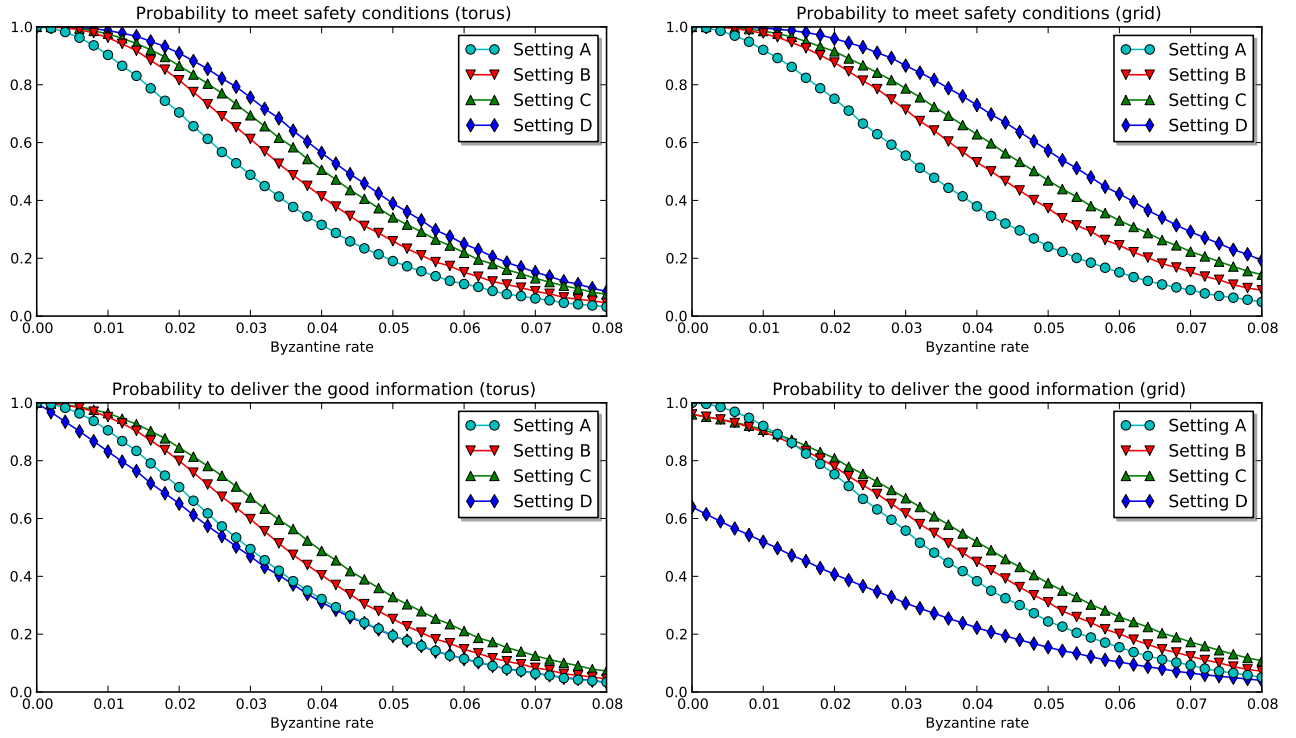 Probability to meet safety conditions (torus)
1.0
0.8
0.6
0.4
0.2
0.0
0.00 0.01 0.02 0.03 0.04 0.05 0.06 0.07 0.08
Byzantine rate
Setting A
Setting B
Setting C
Setting D
Probability to meet safety conditions (grid)
1.0
0.8
0.6
0.4
0.2
0.0
0.00 0.01 0.02 0.03 0.04 0.05 0.06 0.07 0.08
Byzantine rate
Setting A
Setting B
Setting C
Setting D
Probability to deliver the good information (torus)
1.0
0.8
0.6
0.4
0.2
0.0
0.00 0.01 0.02 0.03 0.04 0.05 0.06 0.07 0.08
Byzantine rate
Setting A
Setting B
Setting C
Setting D
Probability to deliver the good information (grid)
1.0
0.8
0.6
0.4
0.2
0.0
0.00 0.01 0.02 0.03 0.04 0.05 0.06 0.07 0.08
Byzantine rate
Setting A
Setting B
Setting C
Setting D